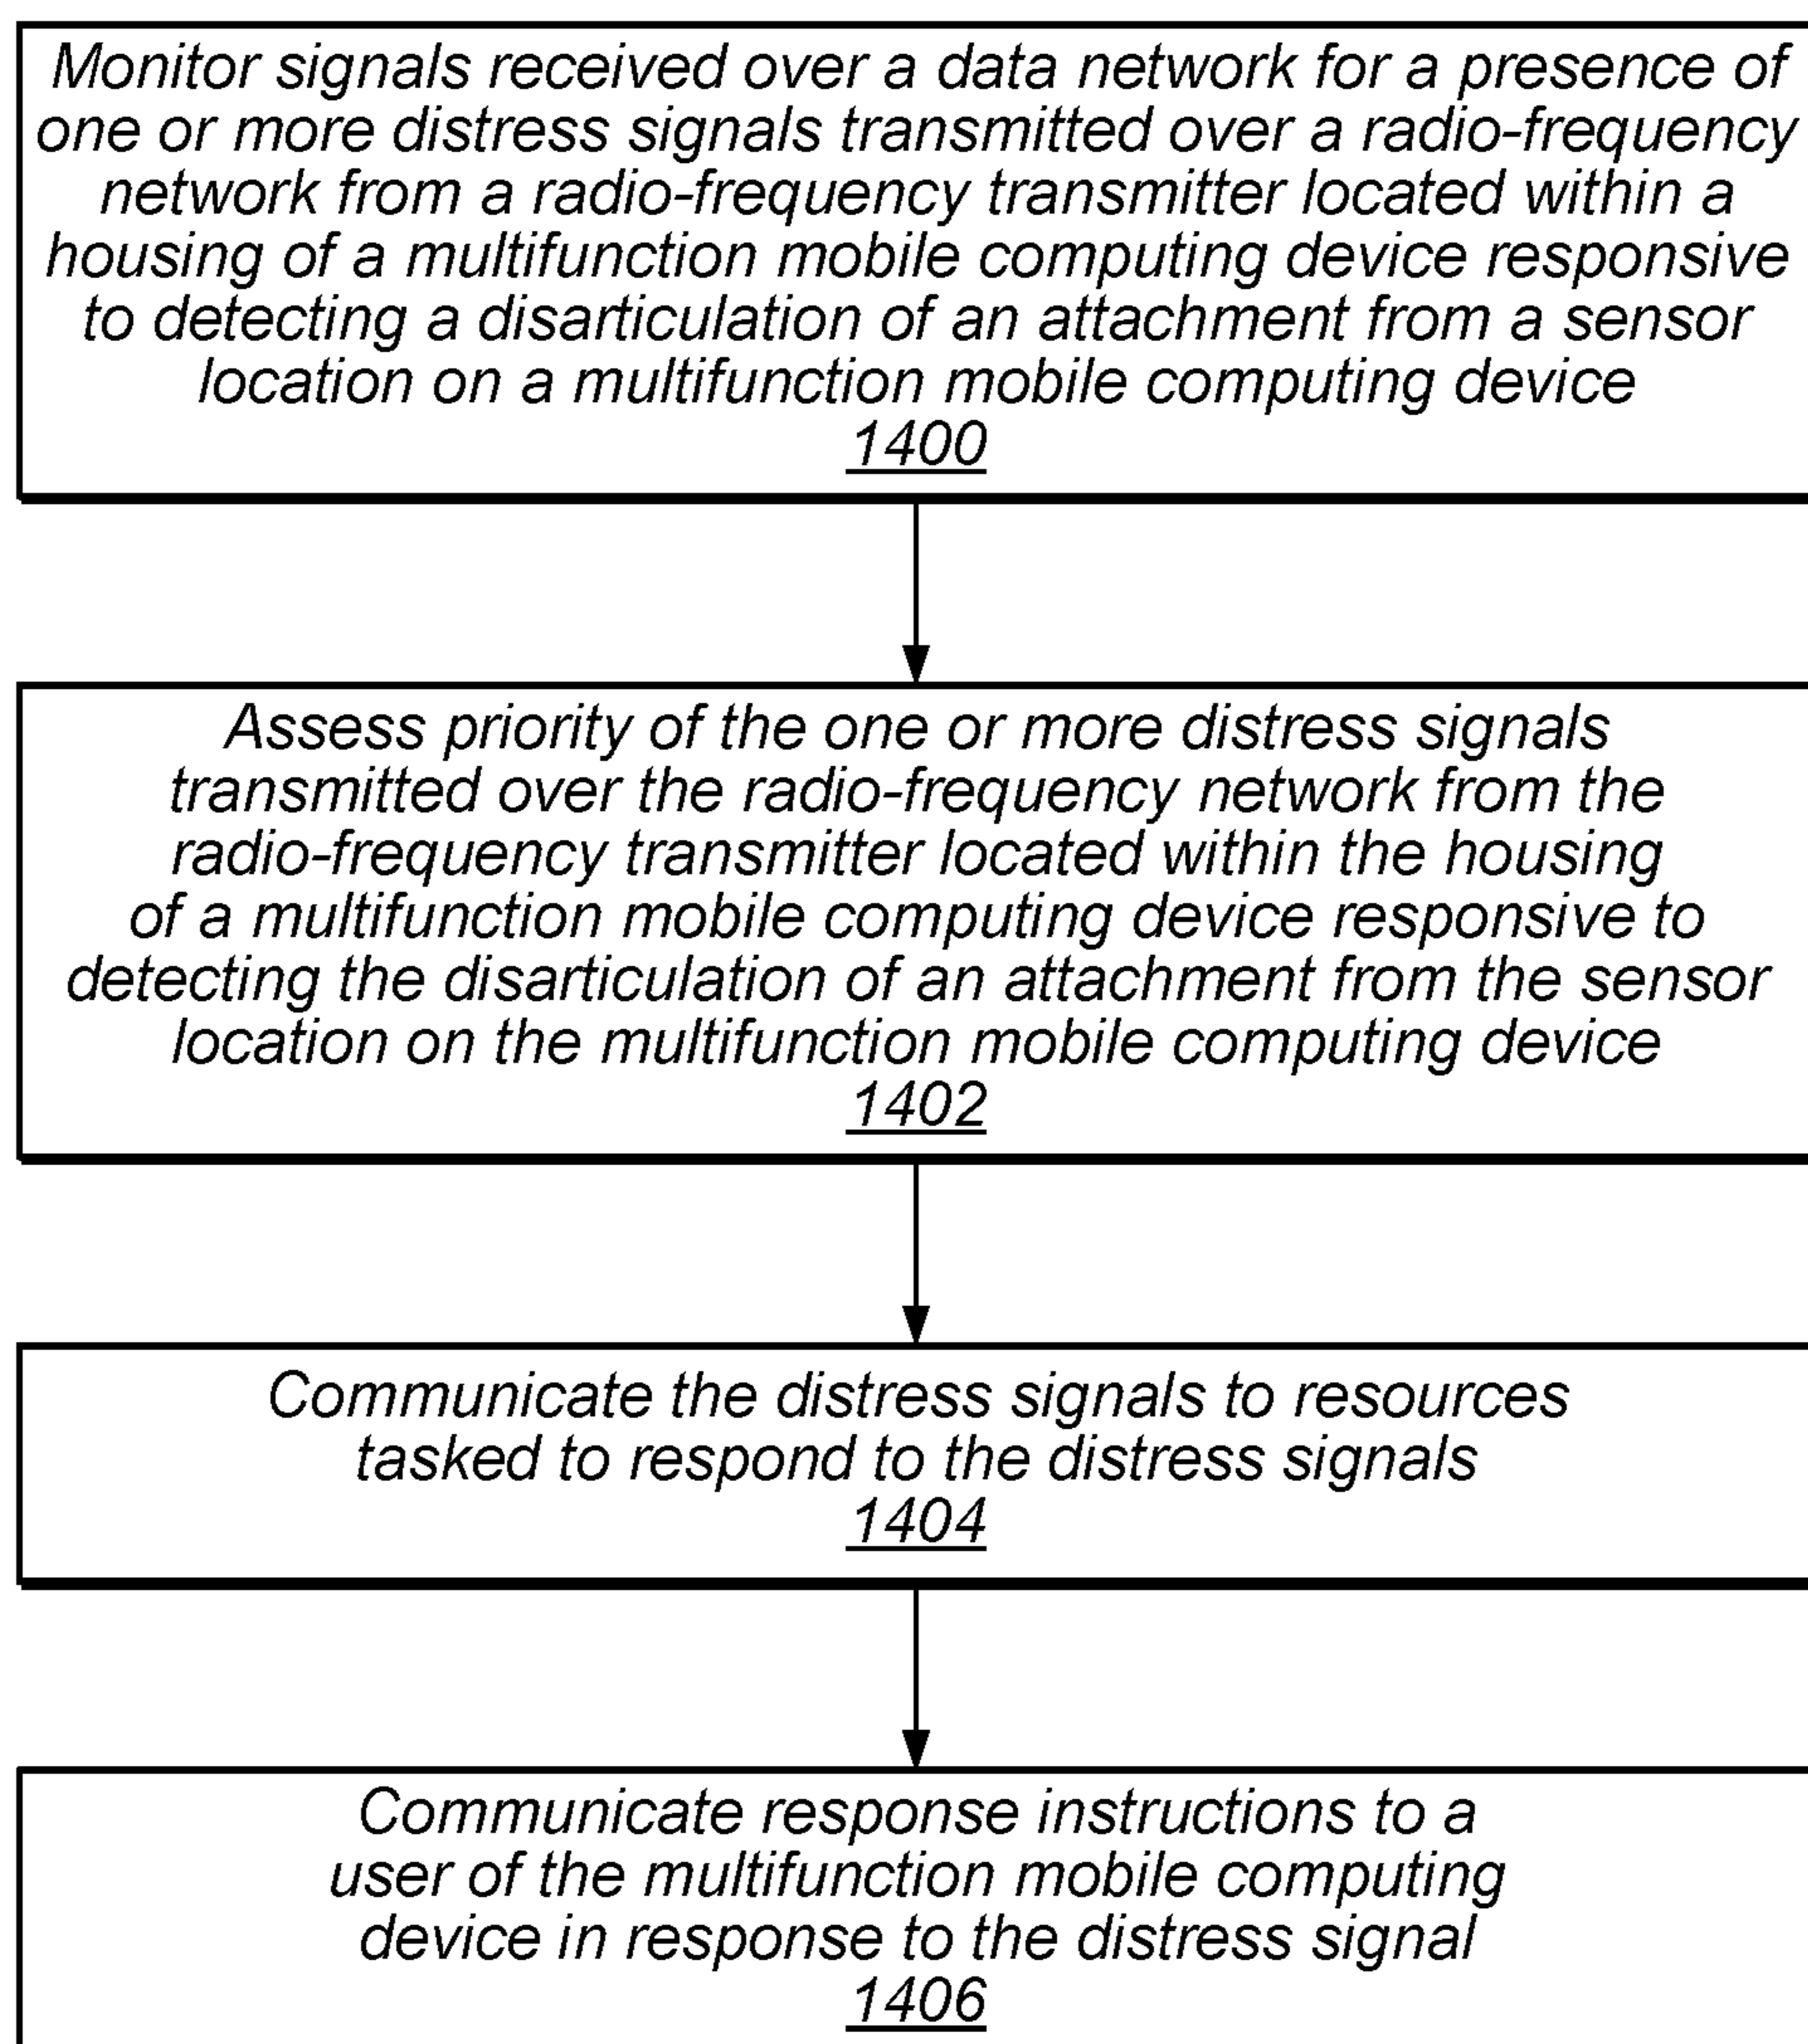 Monitor signals received over a data network for a presence of
one or more distress signals transmitted over a radio-frequency
network from a radio-frequency transmitter located within a
housing of a multifunction mobile computing device responsive
to detecting a disarticulation of an attachment from a sensor
location on a multifunction mobile computing device
1400
Assess priority of the one or more distress signals
transmitted over the radio-frequency network from the
radio-frequency transmitter located within the housing
of a multifunction mobile computing device responsive to
detecting the disarticulation of an attachment from the sensor
location on the multifunction mobile computing device
1402
Communicate the distress signals to resources
tasked to respond to the distress signals
1404
Communicate response instructions to a
user of the multifunction mobile computing
device in response to the distress signal
1406